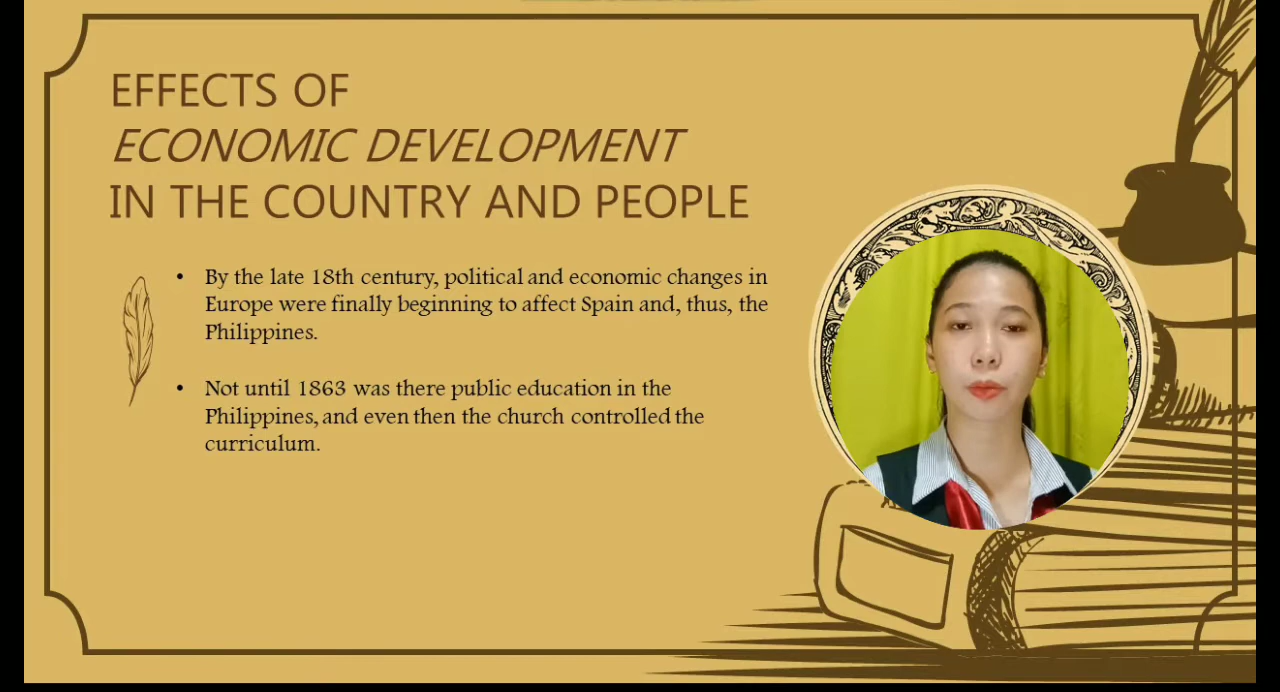 EFFECTS OF
ECONOMIC DEVELOPMENT
IN THE COUNTRY AND PEOPLE
• By the late 18th century, political and economic changes in
Europe were finally beginning to affect Spain and, thus, the
Philippines.
• Not until 1863 was there public education in the
Philippines, and even then the church controlled the
curriculum.